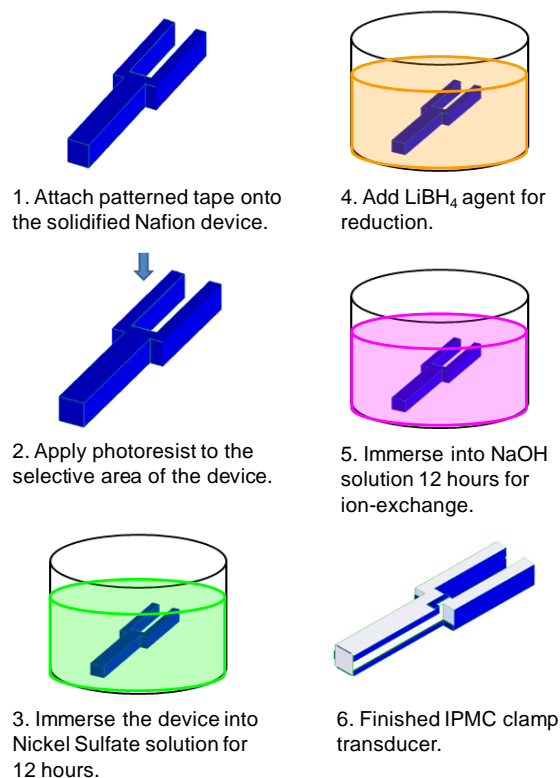 1. Attach patterned tape onto
the solidified Nafion device.
2. Apply photoresist to the
selective area of the device.
3. Immerse the device into
Nickel Sulfate solution for
12 hours.
4. Add LiBH₄ agent for
reduction.
5. Immerse into NaOH
solution 12 hours for
ion-exchange.
6. Finished IPMC clamp
transducer.